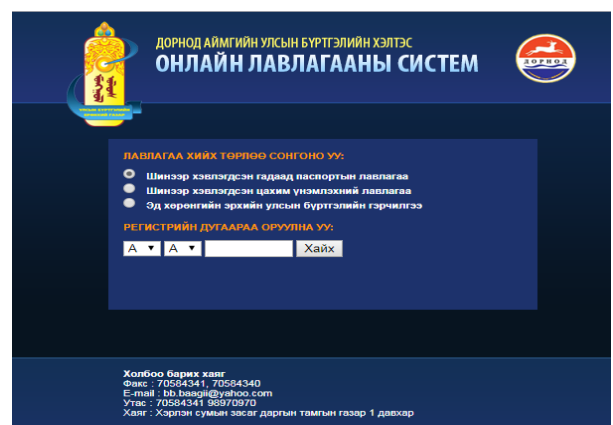 ДОРНОД АЙМГИЙН УЛСЫН БҮРТГЭЛИЙН ХЭЛТЭС
ОНЛАЙН ЛАВЛАГААНЫ СИСТЕМ
ДОРНОД
ЛАВЛАГАА ХИЙХ ТӨРЛӨӨ СОНГОНО УУ:
Шинээр хэвлэгдсэн гадаад паспортын лавлагаа
Шинээр хэвлэгдсэн цахим үнэмлэхний лавлагаа
Эд хөрөнгийн эрхийн улсын бүртгэлийн гэрчилгээ
РЕГИСТРИЙН ДУГААРАА ОРУУЛНА УУ:
А А Хайх
Холбоо барих хаяг
Факс : 70584341, 70584340
E-mail : bb.baagii@yahoo.com
Утас : 70584341 98970970
Хаяг : Хэрлэн сумын засаг даргын тамгын газар 1 давхар